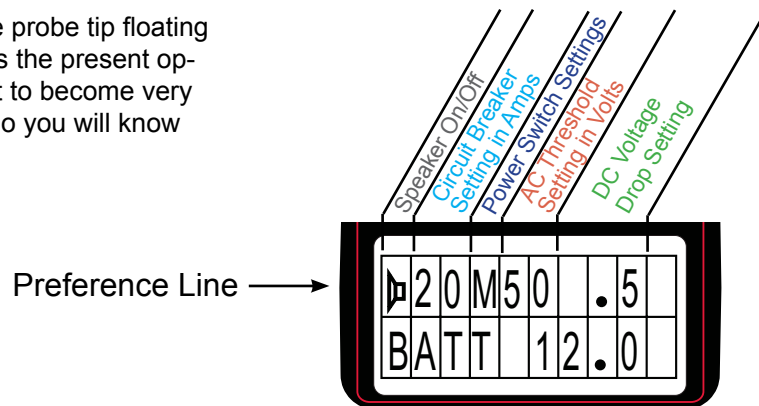 e probe tip floating
s the present op-
t to become very
o you will know
Speaker On/Off
Circuit Breaker
Setting in Amps
Power Switch Settings
AC Threshold
Setting in Volts
DC Voltage
Drop Setting
Preference Line
20M50 .5
BATT 12.0